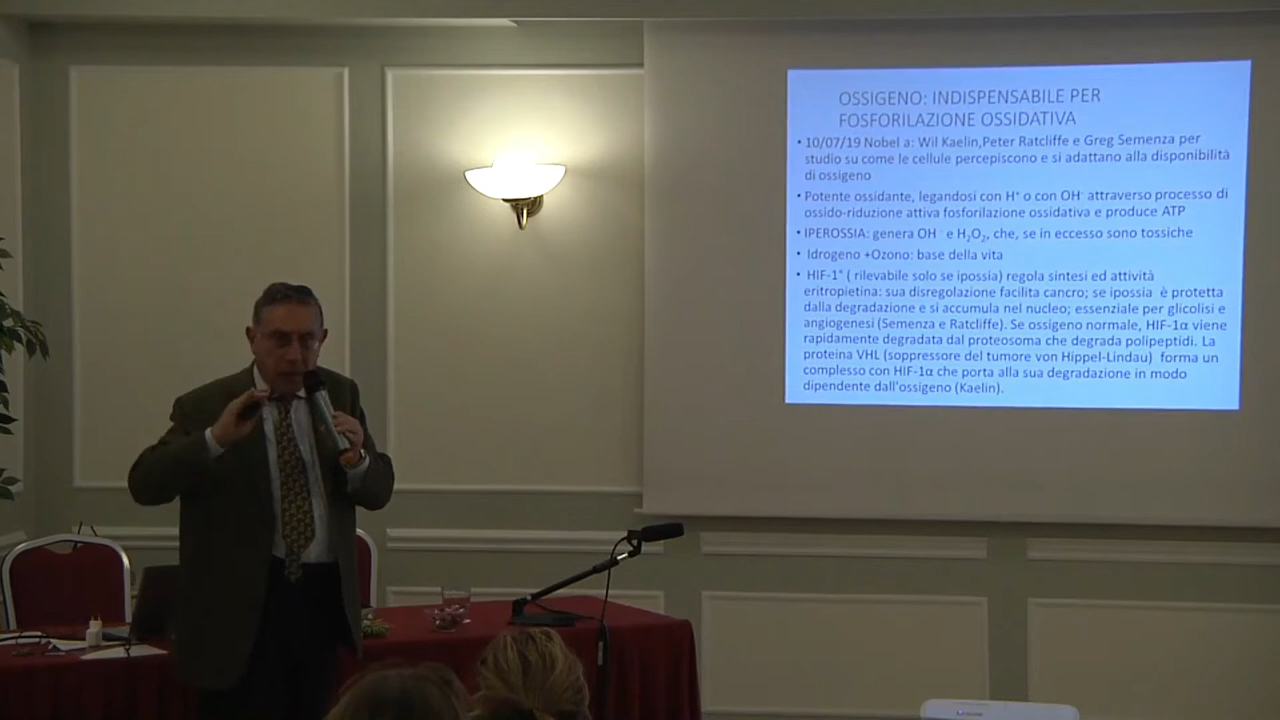 OSSIGENO: INDISPENSABILE PER
FOSFORILAZIONE OSSIDATIVA
• 10/07/19 Nobel a: Wil Kaelin,Peter Ratcliffe e Greg Semenza per
studio su come le cellule percepiscono e si adattano alla disponibilità
di ossigeno
• Potente ossidante, legandosi con H⁺ o con OH⁻ attraverso processo di
ossido-riduzione attiva fosforilazione ossidativa e produce ATP
• IPEROSSIA: genera OH⁻ e H₂O₂, che, se in eccesso sono tossiche
• Idrogeno +Ozono: base della vita
• HIF-1° ( rilevabile solo se ipossia) regola sintesi ed attività
eritropietina: sua disregolazione facilita cancro; se ipossia è protetta
dalla degradazione e si accumula nel nucleo; essenziale per glicolisi e
angiogenesi (Semenza e Ratcliffe). Se ossigeno normale, HIF-1α viene
rapidamente degradata dal proteosoma che degrada polipeptidi. La
proteina VHL (soppressore del tumore von Hippel-Lindau) forma un
complesso con HIF-1α che porta alla sua degradazione in modo
dipendente dall'ossigeno (Kaelin).